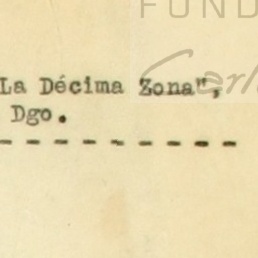 FUND
La Décima Zona",
Dgo.
- - - - - - - - - -